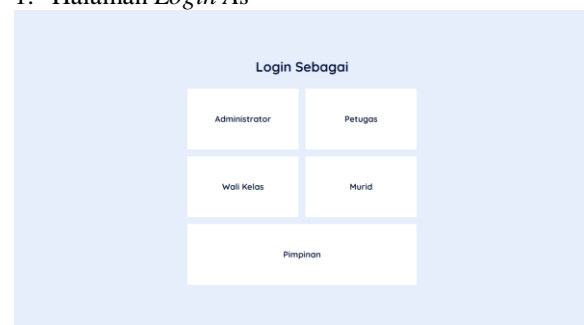 1. Halaman Login As
Login Sebagai
Administrator
Petugas
Wali Kelas
Murid
Pimpinan